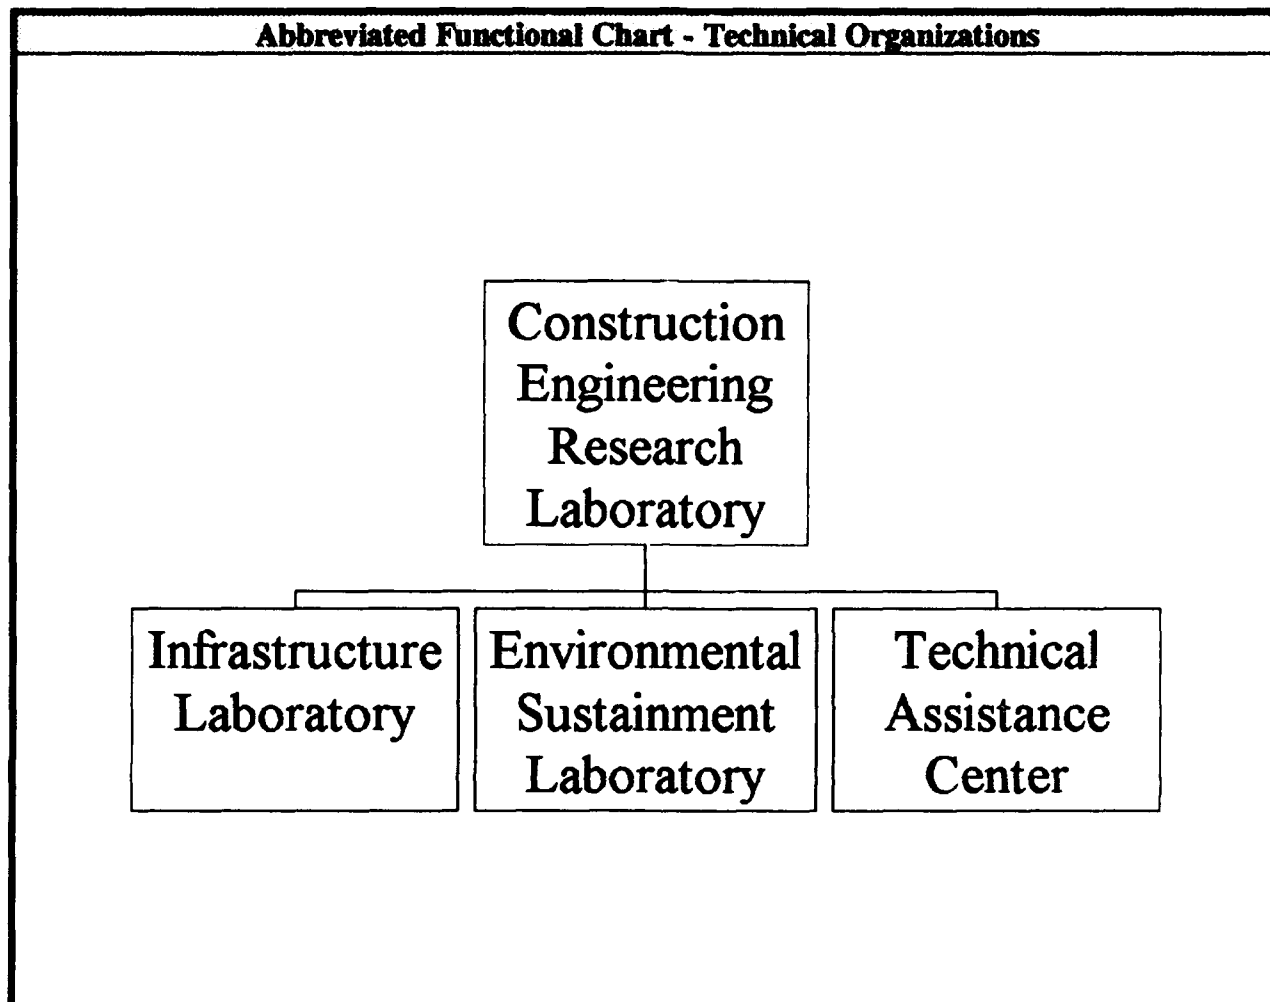 Abbreviated Functional Chart - Technical Organizations
Construction
Engineering
Research
Laboratory
Infrastructure
Laboratory
Environmental
Sustainment
Laboratory
Technical
Assistance
Center